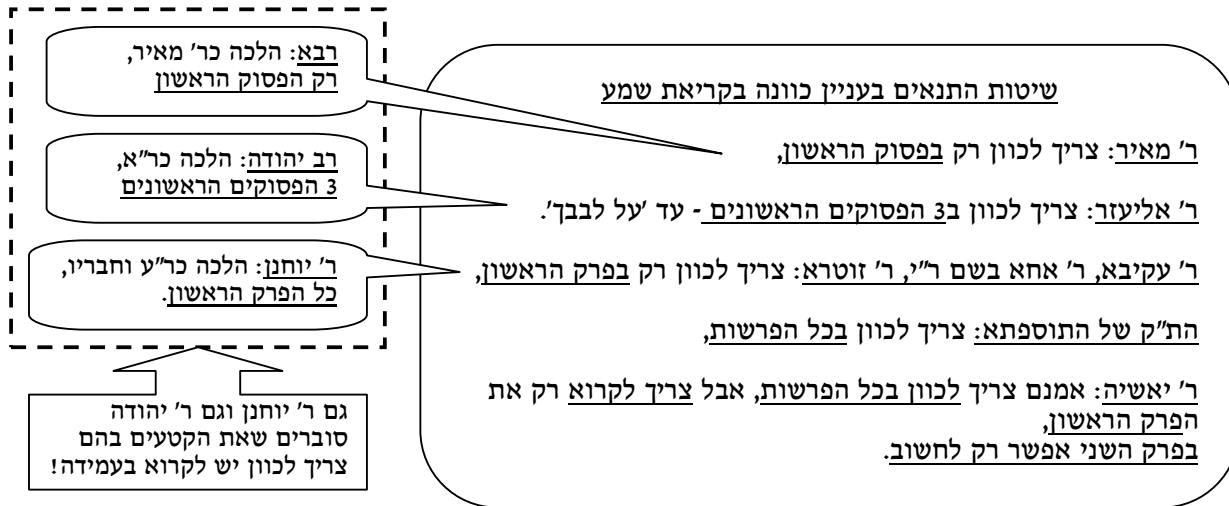 שיטות התנאים בעניין כוונה בקריאת שמע
ר' מאיר: צריך לכוון רק בפסוק הראשון,
ר' אליעזר: צריך לכוון ב3 הפסוקים הראשונים - עד 'על לבבך'.
ר' עקיבא, ר' אחא בשם ר"י, ר' זוטרא: צריך לכוון רק בפרק הראשון,
הת"ק של התוספתא: צריך לכוון בכל הפרשות,
ר' יאשיה: אמנם צריך לכוון בכל הפרשות, אבל צריך לקרוא רק את
הפרק הראשון,
בפרק השני אפשר רק לחשוב.
רבא: הלכה כר' מאיר,
רק הפסוק הראשון
רב יהודה: הלכה כר"א,
3 הפסוקים הראשונים
ר' יוחנן: הלכה כר"ע וחבריו,
כל הפרק הראשון.
גם ר' יוחנן וגם ר' יהודה
סוברים שאת הקטעים בהם
צריך לכוון יש לקרוא בעמידה!